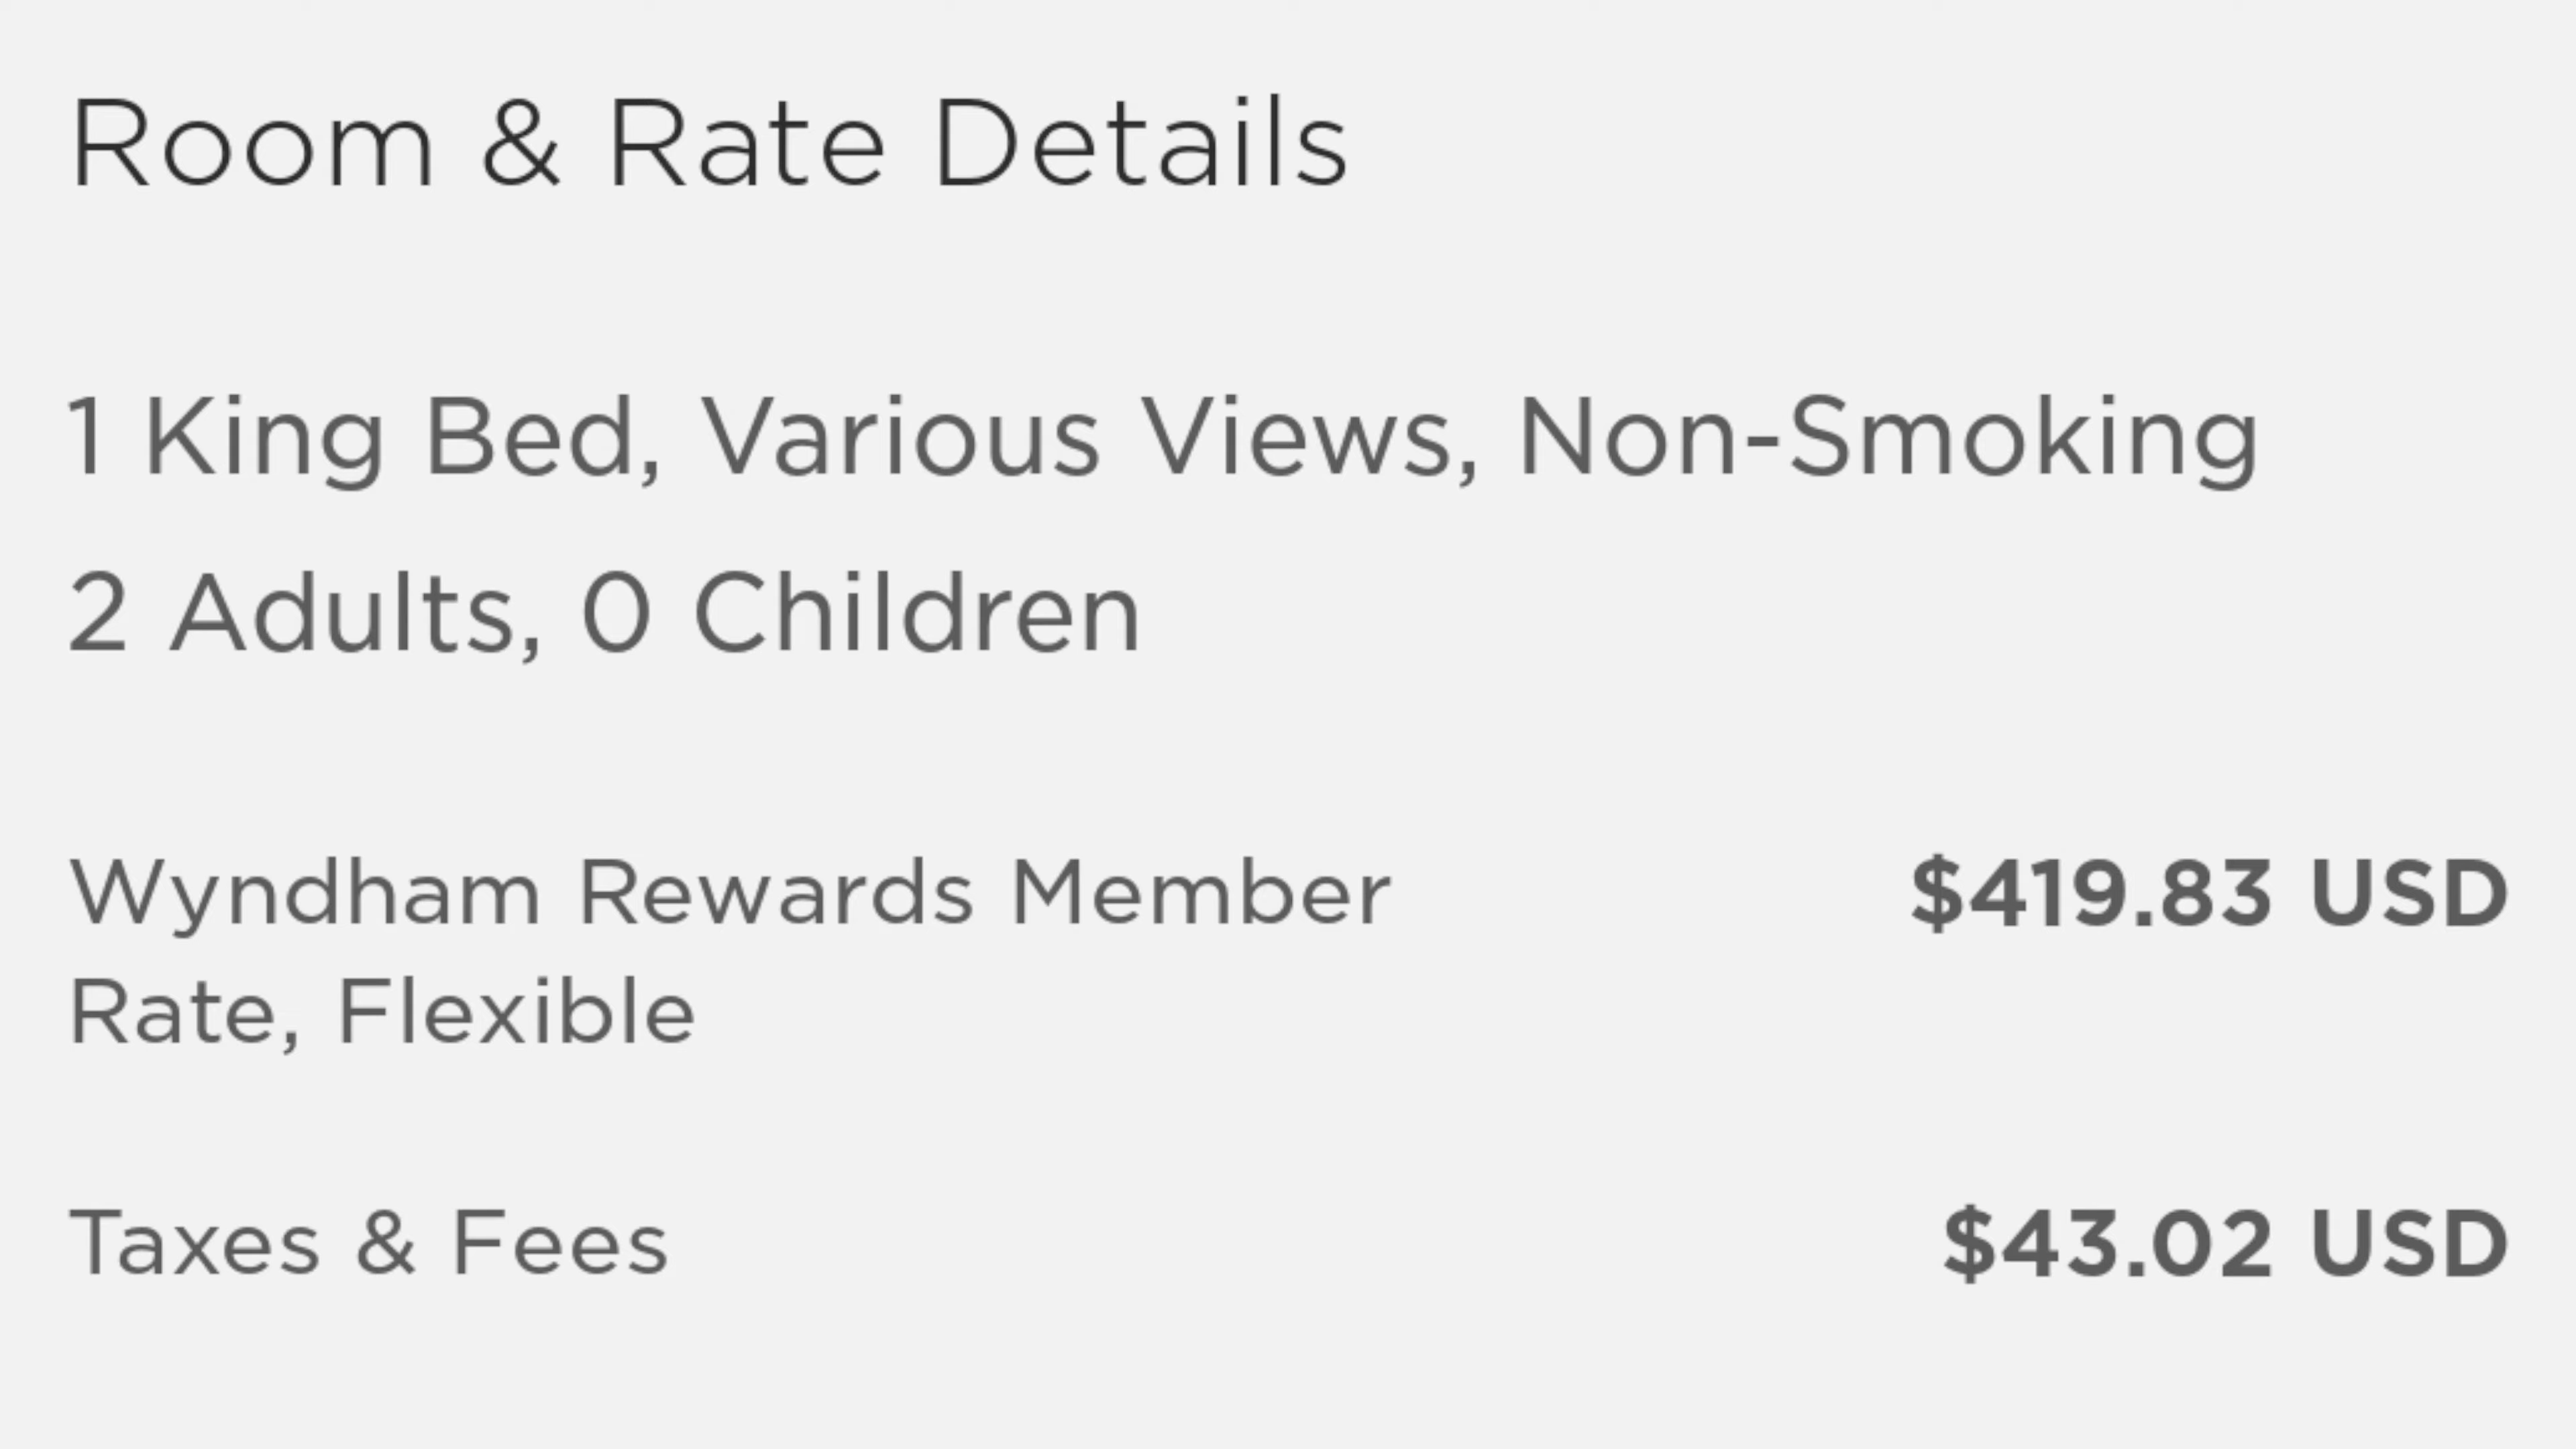 Room & Rate Details
1 King Bed, Various Views, Non-Smoking
2 Adults, 0 Children
Wyndham Rewards Member $419.83 USD
Rate, Flexible
Taxes & Fees $43.02 USD